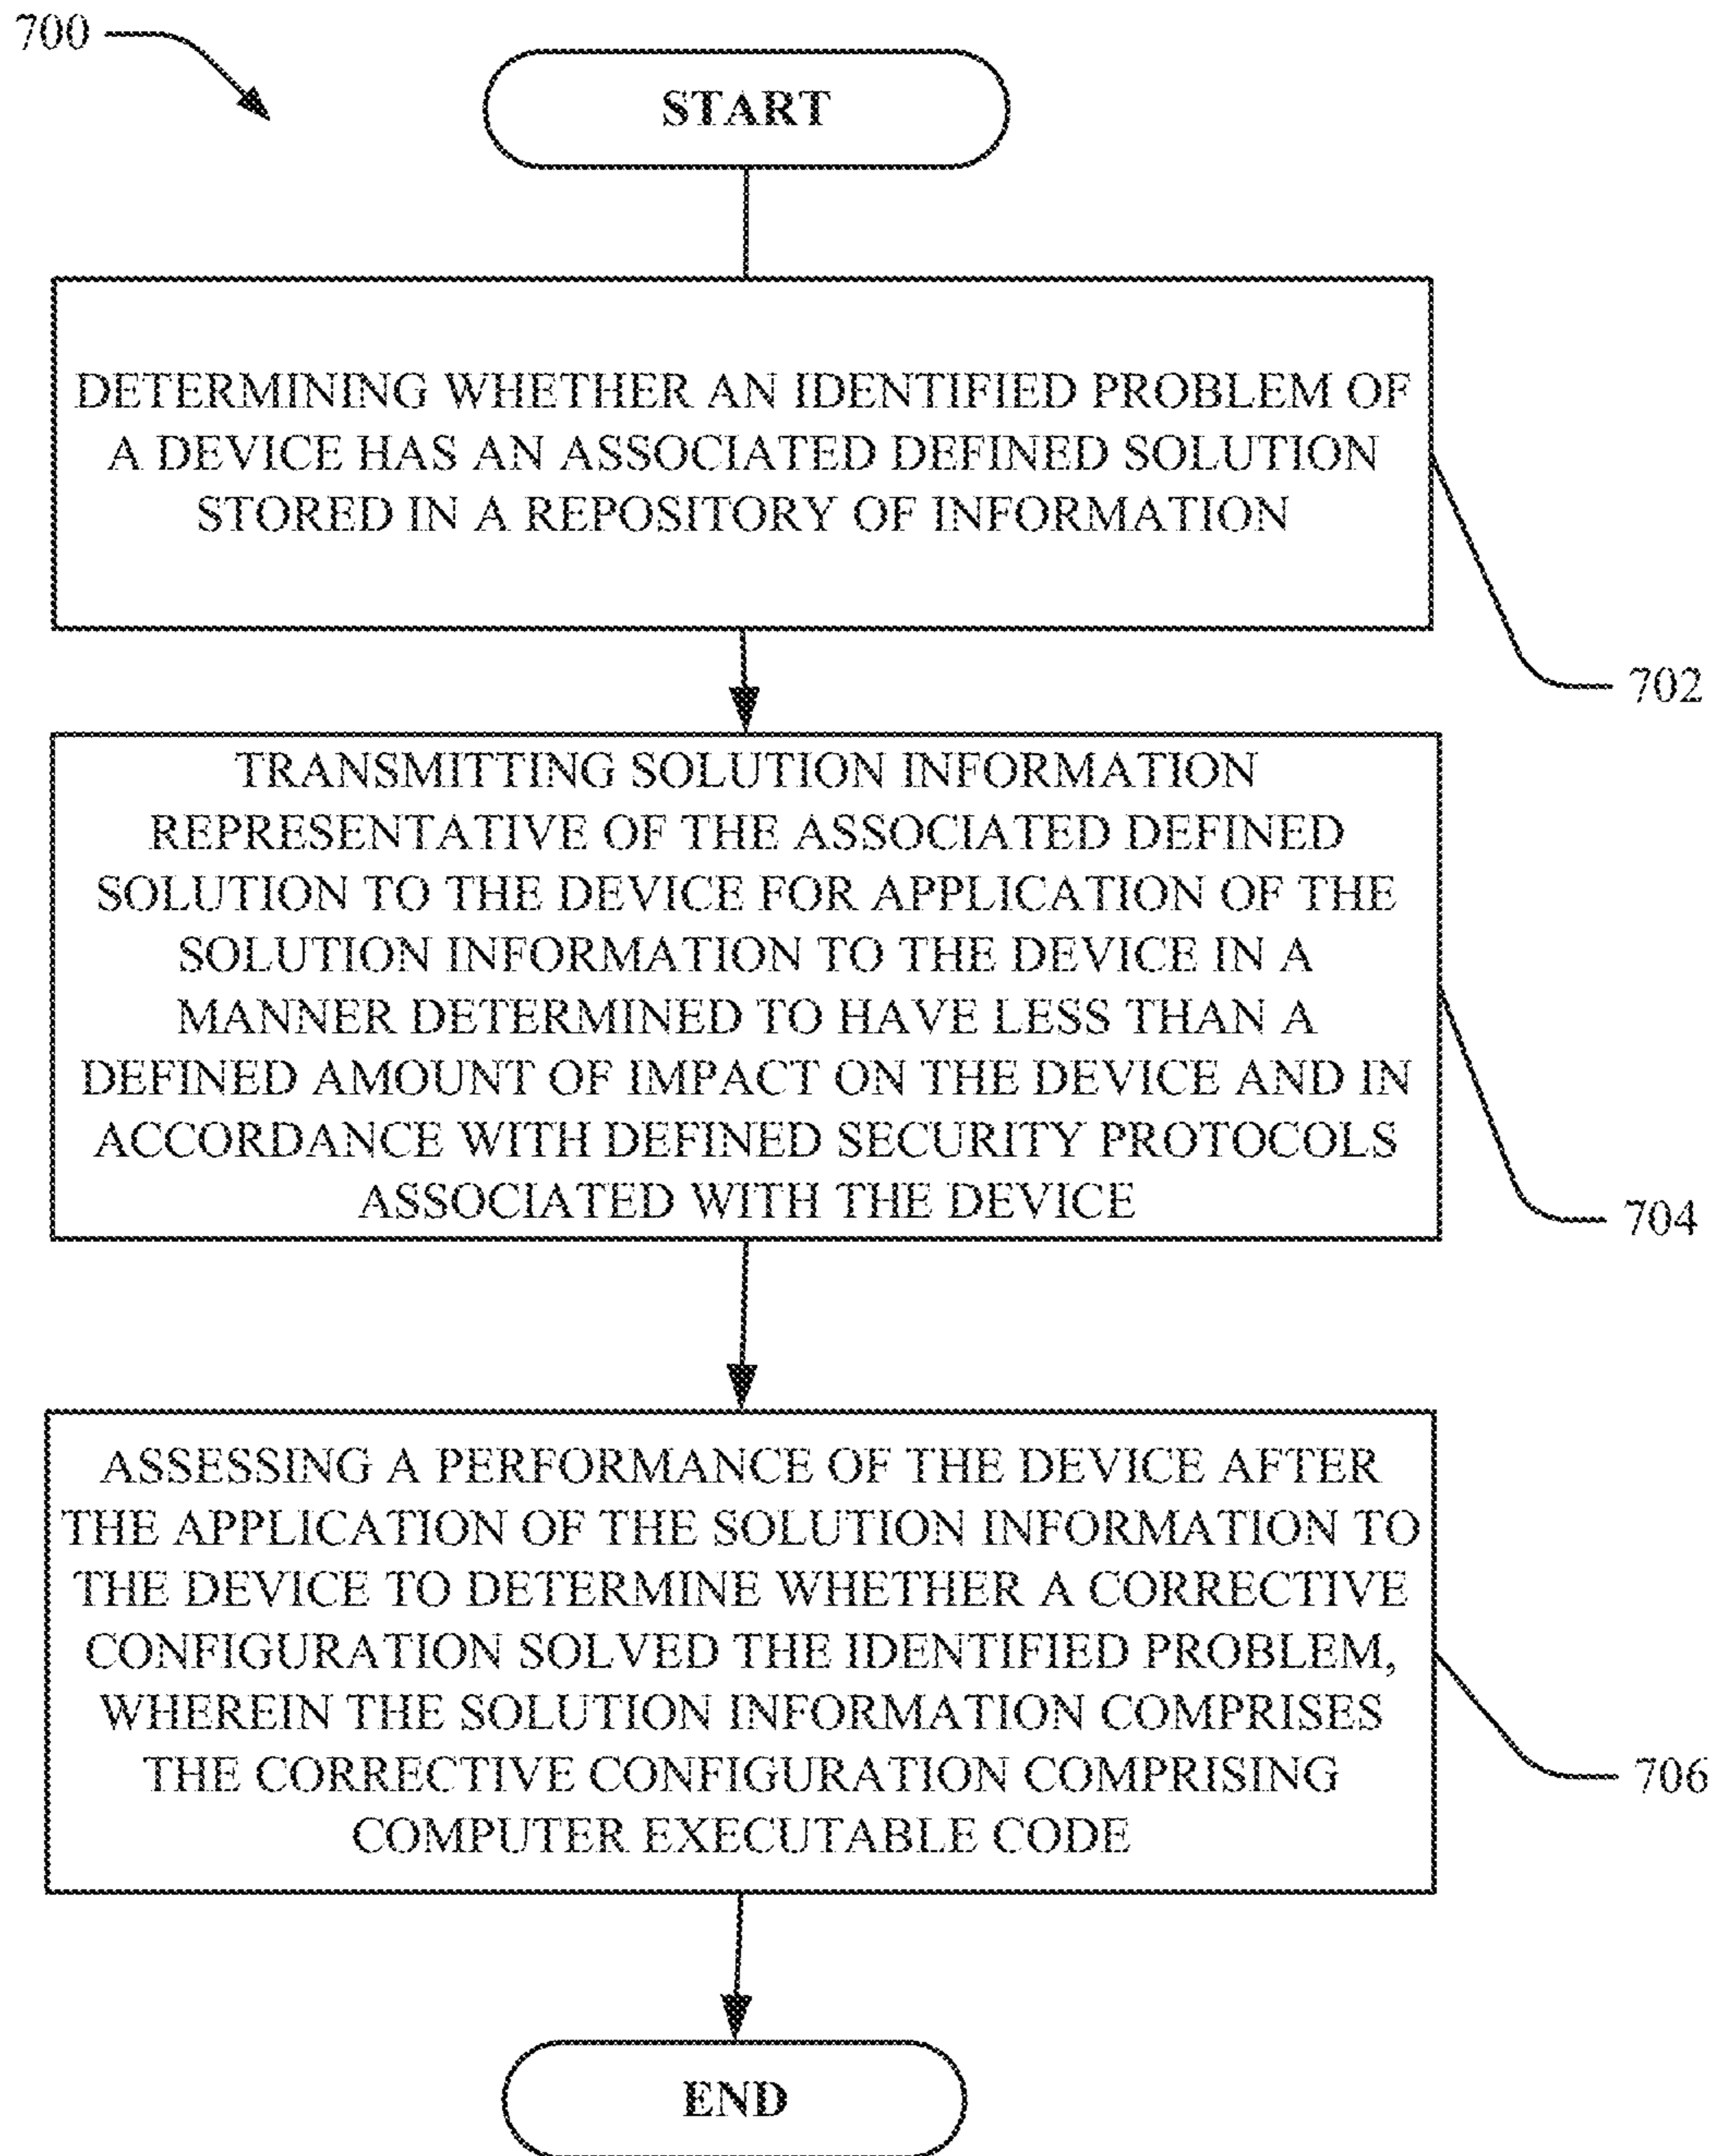 700
START
DETERMINING WHETHER AN IDENTIFIED PROBLEM OF
A DEVICE HAS AN ASSOCIATED DEFINED SOLUTION
STORED IN A REPOSITORY OF INFORMATION
702
TRANSMITTING SOLUTION INFORMATION
REPRESENTATIVE OF THE ASSOCIATED DEFINED
SOLUTION TO THE DEVICE FOR APPLICATION OF THE
SOLUTION INFORMATION TO THE DEVICE IN A
MANNER DETERMINED TO HAVE LESS THAN A
DEFINED AMOUNT OF IMPACT ON THE DEVICE AND IN
ACCORDANCE WITH DEFINED SECURITY PROTOCOLS
ASSOCIATED WITH THE DEVICE
704
ASSESSING A PERFORMANCE OF THE DEVICE AFTER
THE APPLICATION OF THE SOLUTION INFORMATION TO
THE DEVICE TO DETERMINE WHETHER A CORRECTIVE
CONFIGURATION SOLVED THE IDENTIFIED PROBLEM,
WHEREIN THE SOLUTION INFORMATION COMPRISES
THE CORRECTIVE CONFIGURATION COMPRISING
COMPUTER EXECUTABLE CODE
706
END